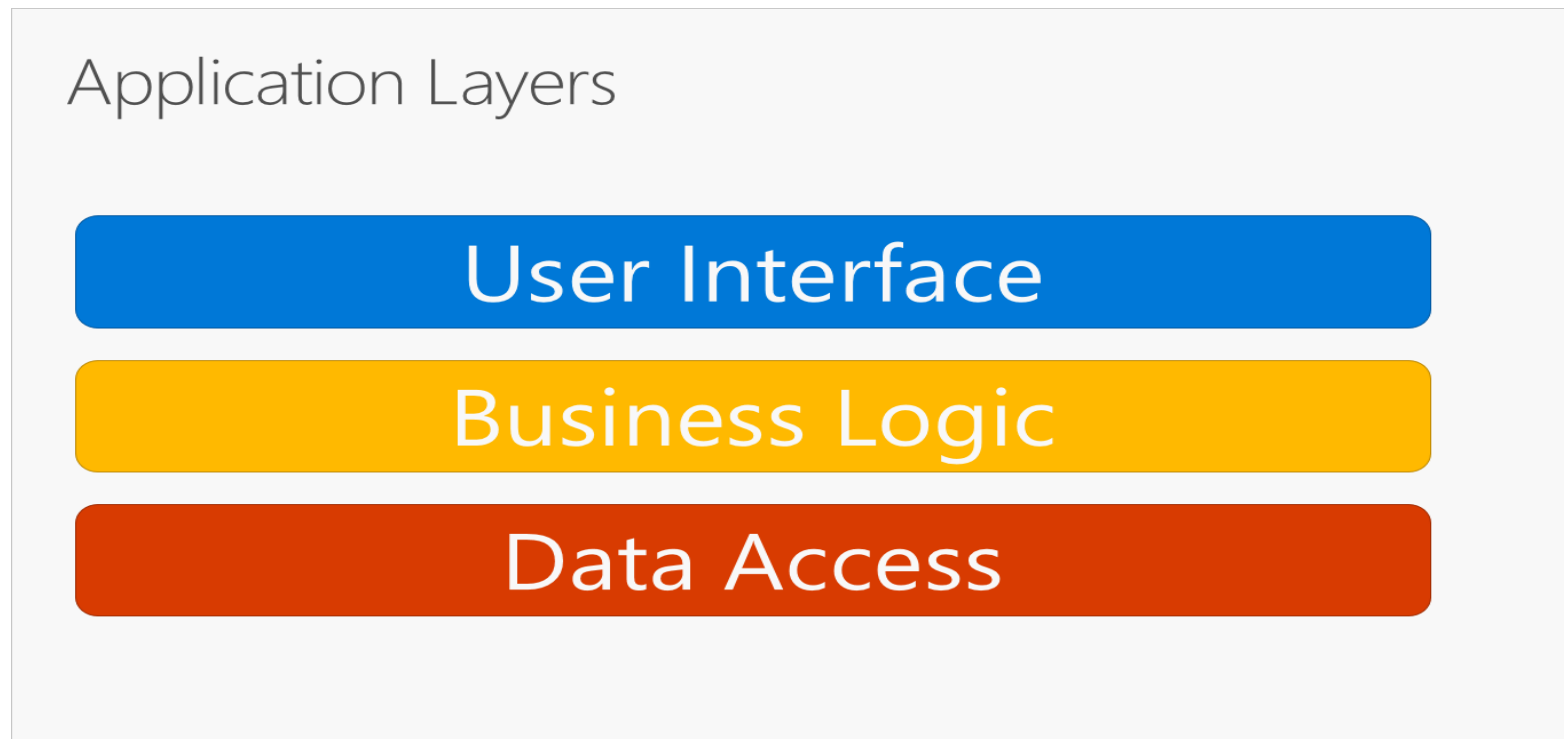 Application Layers
User Interface
Business Logic
Data Access